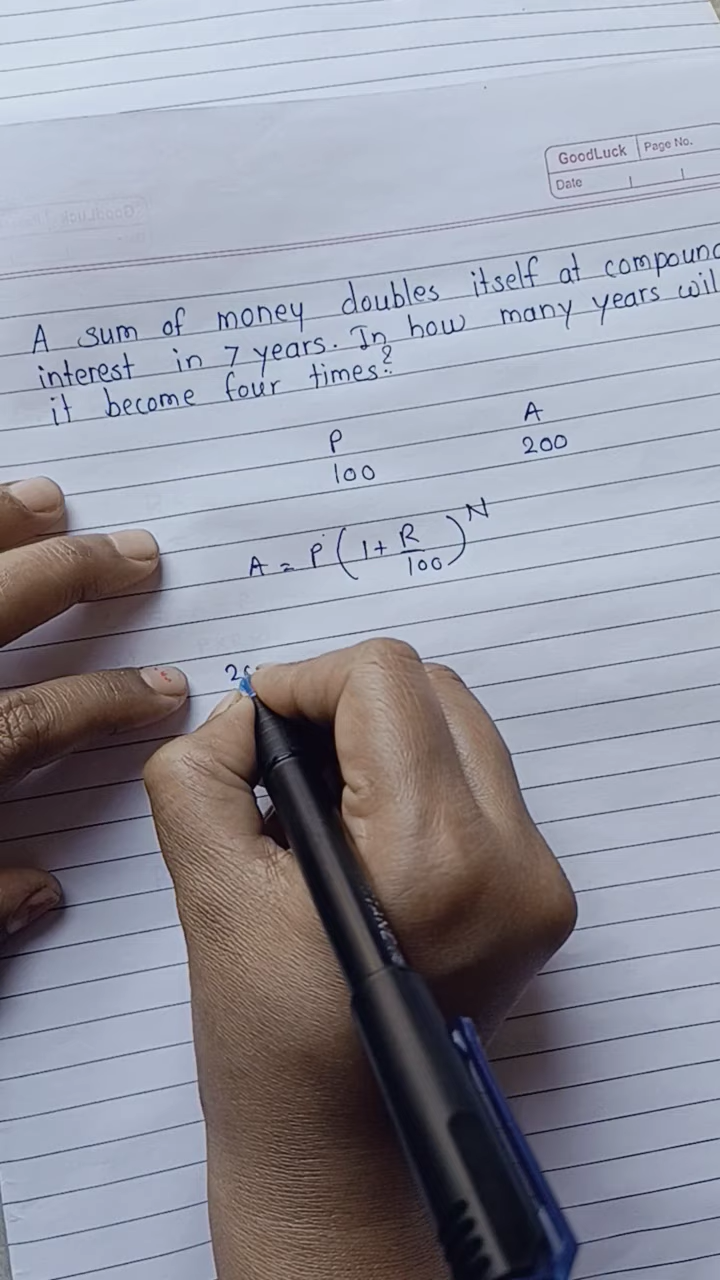 GoodLuck Page No.
Date
A sum of money doubles itself at compound
interest in 7 years. In how many years will
it become four times?
P A
100 200
A = P (1 + R/100)^N